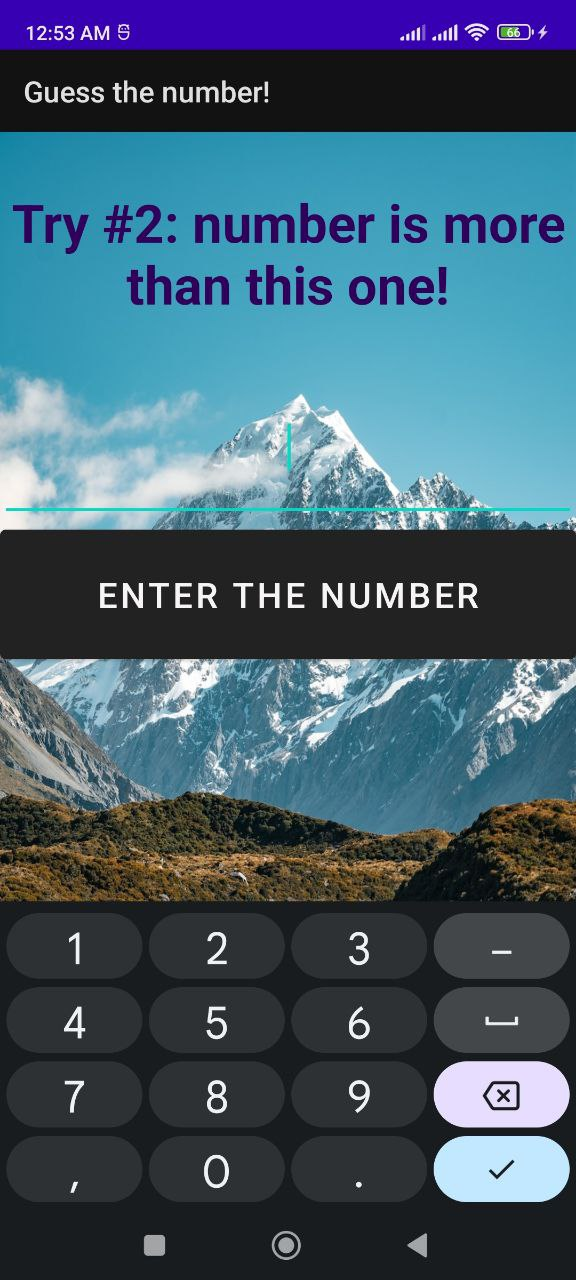 12:53 AM
66
Guess the number!
Try #2: number is more
than this one!
ENTER THE NUMBER
1 2 3 –
4 5 6
7 8 9
, 0 .